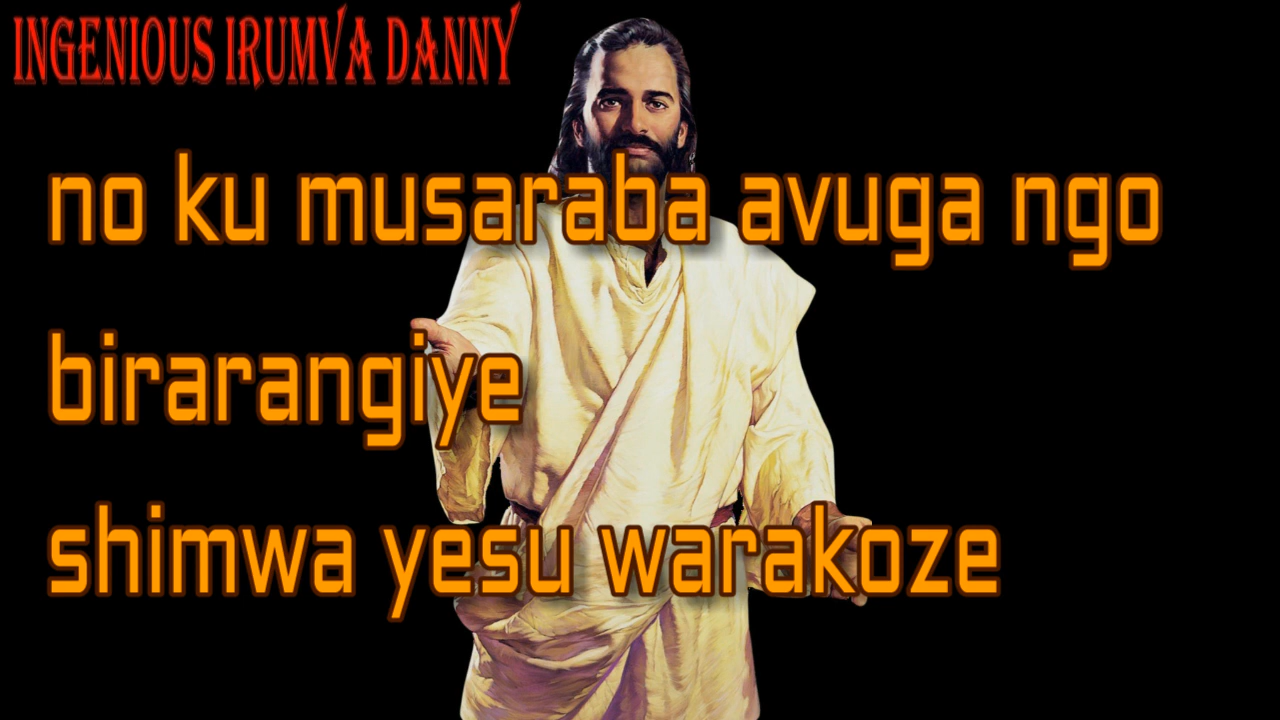 INGENIOUS IRUMVA DANNY
no ku musaraba avuga ngo
birarangiye
shimwa yesu warakoze